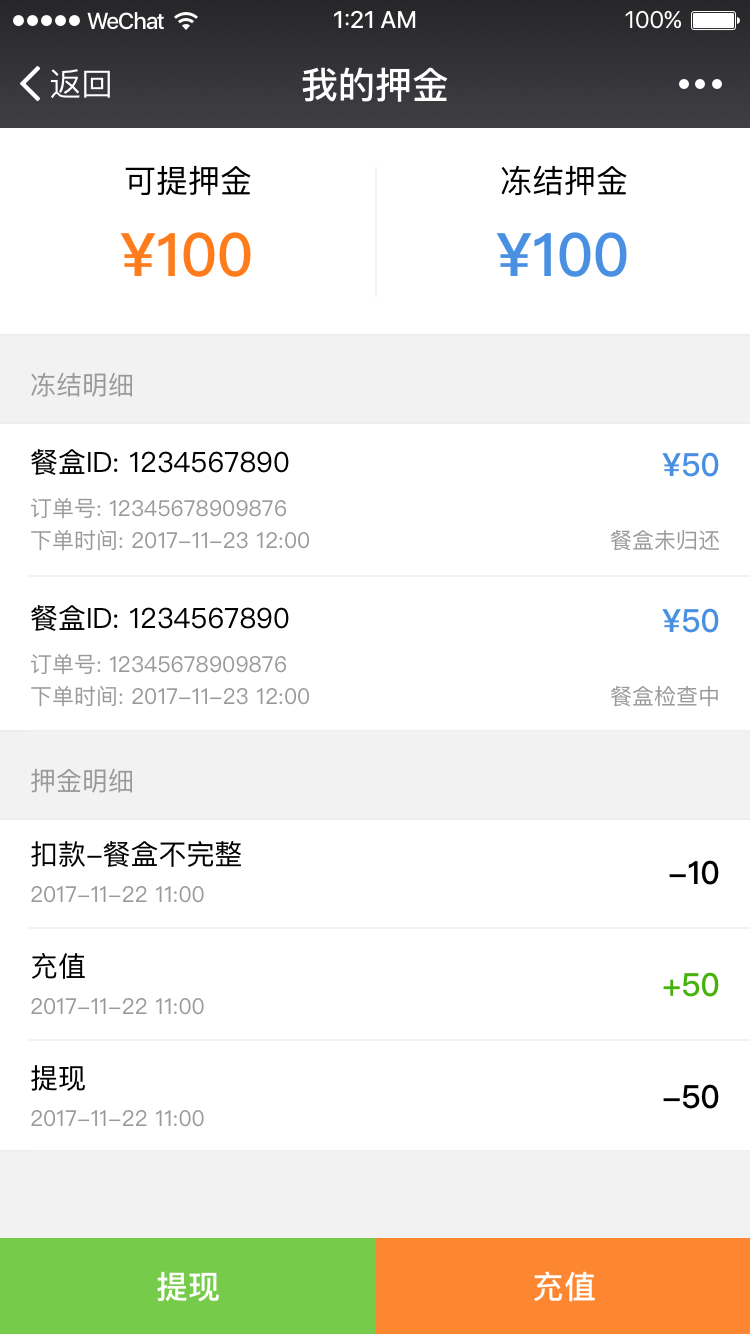 WeChat 1:21 AM 100%
返回 我的押金
可提押金 冻结押金
¥100 ¥100
冻结明细
餐盒ID: 1234567890 ¥50
订单号: 12345678909876
下单时间: 2017-11-23 12:00 餐盒未归还
餐盒ID: 1234567890 ¥50
订单号: 12345678909876
下单时间: 2017-11-23 12:00 餐盒检查中
押金明细
扣款-餐盒不完整
2017-11-22 11:00 -10
充值
2017-11-22 11:00 +50
提现
2017-11-22 11:00 -50
提现 充值